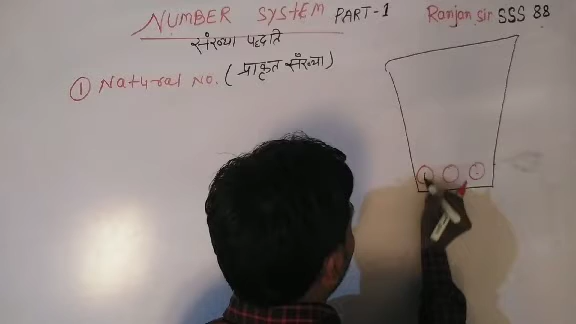 NUMBER SYSTEM PART-1
Ranjan Sir SSS 88
संख्या पद्धति
① Natural No. (प्राकृत संख्या)